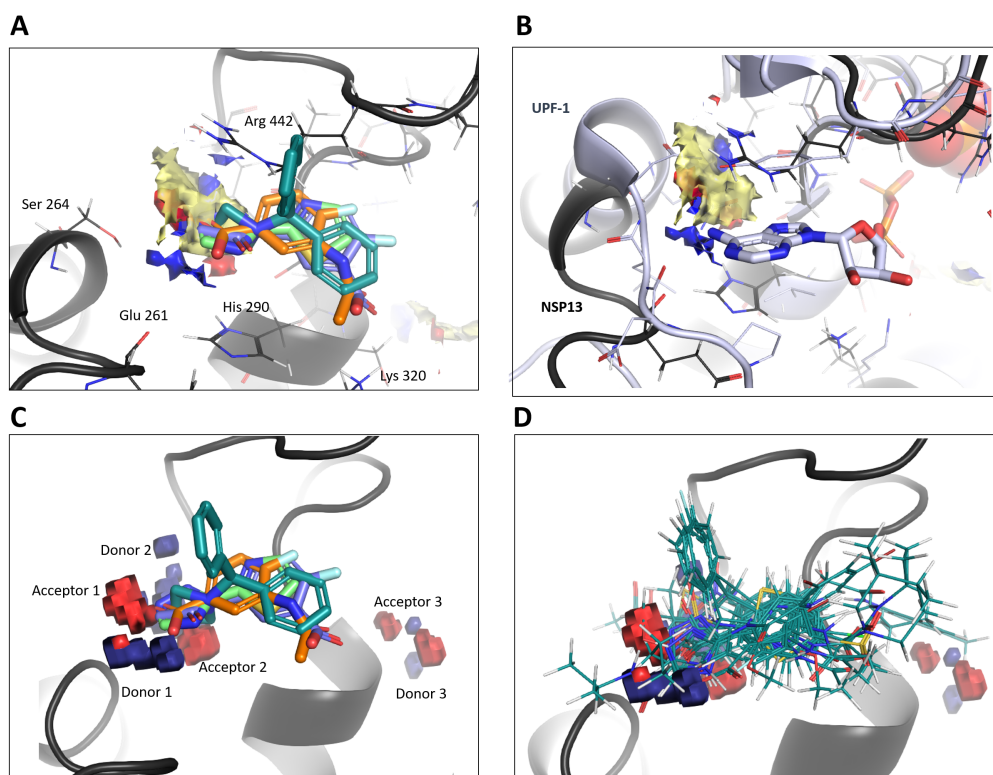 A
B
Arg 442
UPF-1
Ser 264
Glu 261
His 290
NSP13
Lys 320
C
D
Donor 2
Acceptor 1
Acceptor 3
Acceptor 2
Donor 1
Donor 3